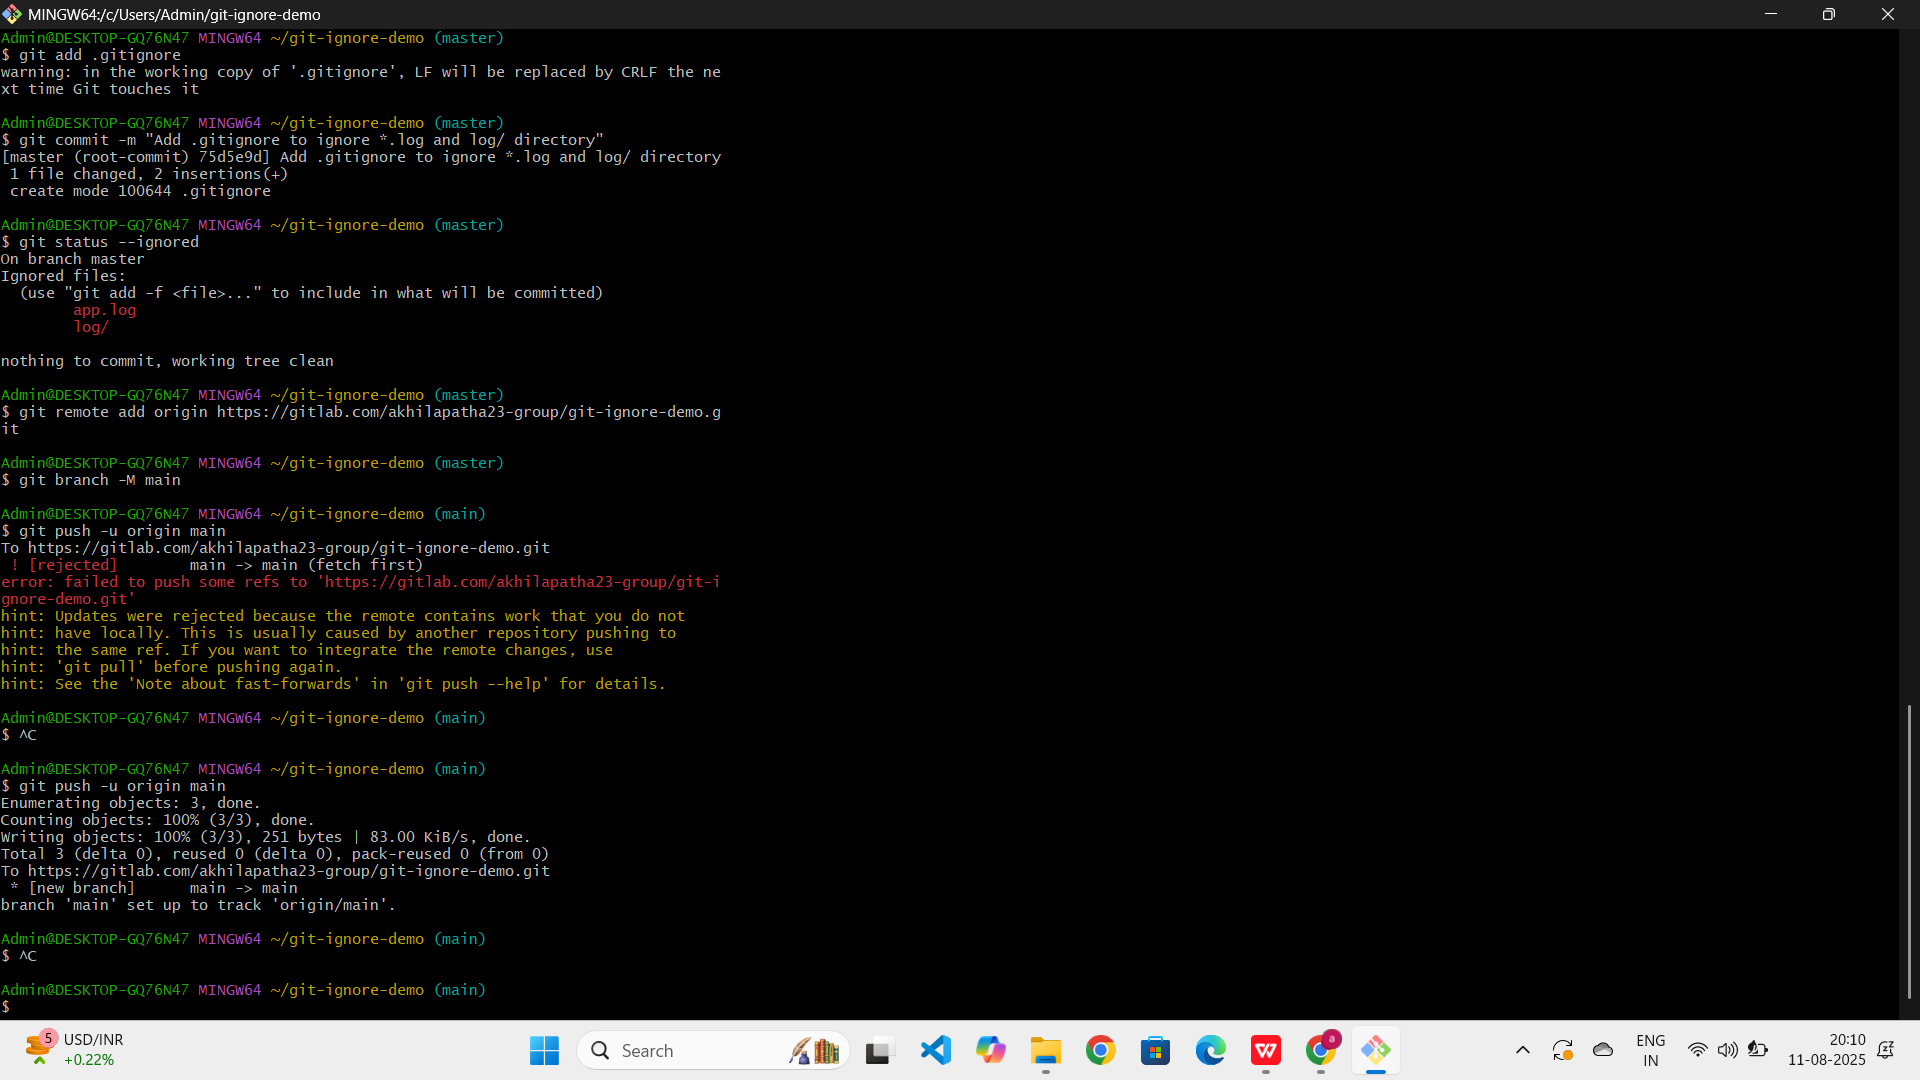 MINGW64:/c/Users/Admin/git-ignore-demo
Admin@DESKTOP-GQ76N47 MINGW64 ~/git-ignore-demo (master)
$ git add .gitignore
warning: in the working copy of '.gitignore', LF will be replaced by CRLF the ne
xt time Git touches it
Admin@DESKTOP-GQ76N47 MINGW64 ~/git-ignore-demo (master)
$ git commit -m "Add .gitignore to ignore *.log and log/ directory"
[master (root-commit) 75d5e9d] Add .gitignore to ignore *.log and log/ directory
 1 file changed, 2 insertions(+)
 create mode 100644 .gitignore
Admin@DESKTOP-GQ76N47 MINGW64 ~/git-ignore-demo (master)
$ git status --ignored
On branch master
Ignored files:
  (use "git add -f <file>..." to include in what will be committed)
        app.log
        log/
nothing to commit, working tree clean
Admin@DESKTOP-GQ76N47 MINGW64 ~/git-ignore-demo (master)
$ git remote add origin https://gitlab.com/akhilapatha23-group/git-ignore-demo.g
it
Admin@DESKTOP-GQ76N47 MINGW64 ~/git-ignore-demo (master)
$ git branch -M main
Admin@DESKTOP-GQ76N47 MINGW64 ~/git-ignore-demo (main)
$ git push -u origin main
To https://gitlab.com/akhilapatha23-group/git-ignore-demo.git
 ! [rejected]        main -> main (fetch first)
error: failed to push some refs to 'https://gitlab.com/akhilapatha23-group/git-i
gnore-demo.git'
hint: Updates were rejected because the remote contains work that you do not
hint: have locally. This is usually caused by another repository pushing to
hint: the same ref. If you want to integrate the remote changes, use
hint: 'git pull' before pushing again.
hint: See the 'Note about fast-forwards' in 'git push --help' for details.
Admin@DESKTOP-GQ76N47 MINGW64 ~/git-ignore-demo (main)
$ ^C
Admin@DESKTOP-GQ76N47 MINGW64 ~/git-ignore-demo (main)
$ git push -u origin main
Enumerating objects: 3, done.
Counting objects: 100% (3/3), done.
Writing objects: 100% (3/3), 251 bytes | 83.00 KiB/s, done.
Total 3 (delta 0), reused 0 (delta 0), pack-reused 0 (from 0)
To https://gitlab.com/akhilapatha23-group/git-ignore-demo.git
 * [new branch]      main -> main
branch 'main' set up to track 'origin/main'.
Admin@DESKTOP-GQ76N47 MINGW64 ~/git-ignore-demo (main)
$ ^C
Admin@DESKTOP-GQ76N47 MINGW64 ~/git-ignore-demo (main)
$
5
USD/INR
+0.22%
Search
W
a
ENG
IN
20:10
11-08-2025